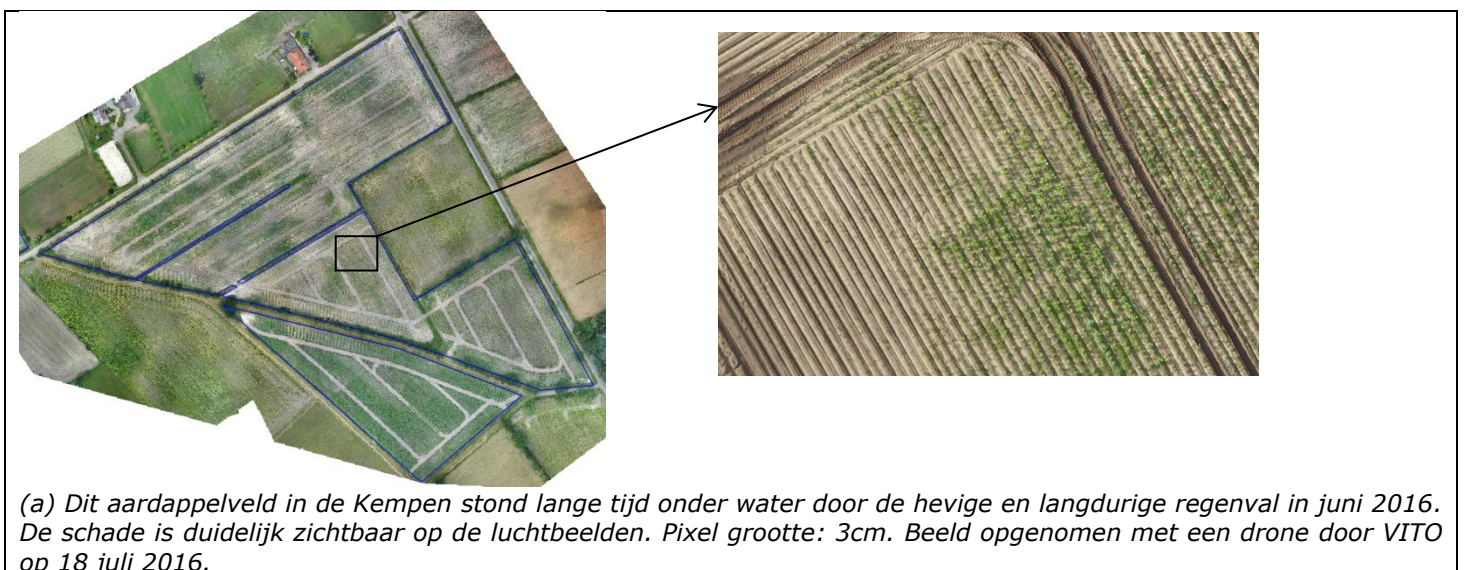 (a) Dit aardappelveld in de Kempen stond lange tijd onder water door de hevige en langdurige regenval in juni 2016.
De schade is duidelijk zichtbaar op de luchtbeelden. Pixel grootte: 3cm. Beeld opgenomen met een drone door VITO
op 18 juli 2016.